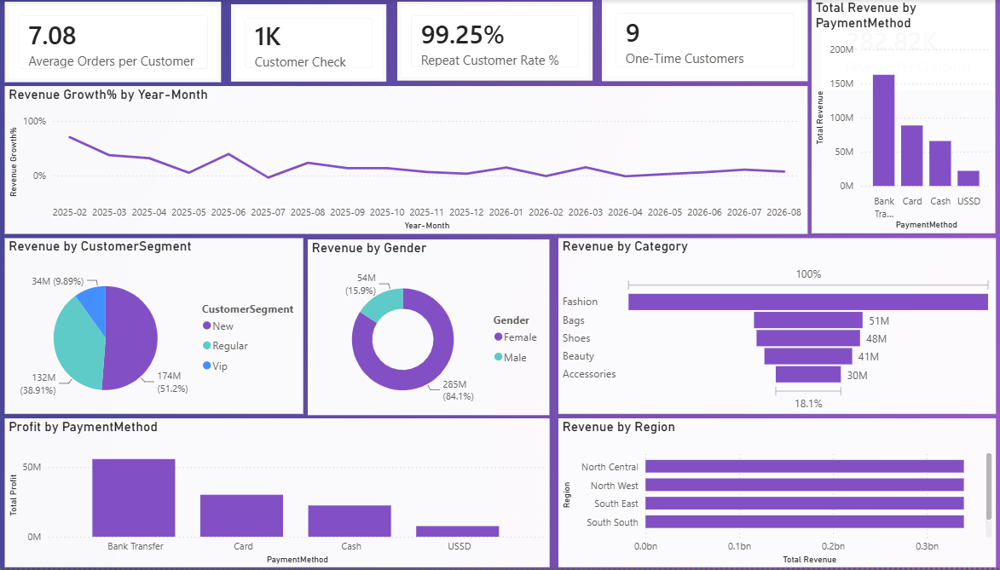 7.08
Average Orders per Customer
1K
Customer Check
99.25%
Repeat Customer Rate %
9
One-Time Customers
Total Revenue by
PaymentMethod
282.82K
200M
150M
100M
50M
0M
Total Revenue
Bank
Tra...
Card
Cash
USSD
PaymentMethod
Revenue Growth% by Year-Month
100%
0%
Revenue Growth%
2025-02 2025-03 2025-04 2025-05 2025-06 2025-07 2025-08 2025-09 2025-10 2025-11 2025-12 2026-01 2026-02 2026-03 2026-04 2026-05 2026-06 2026-07 2026-08
Year-Month
Revenue by CustomerSegment
34M (9.89%)
132M
(38.91%)
174M
(51.2%)
CustomerSegment
New
Regular
Vip
Revenue by Gender
54M
(15.9%)
285M
(84.1%)
Gender
Female
Male
Revenue by Category
100%
Fashion
Bags 51M
Shoes 48M
Beauty 41M
Accessories 30M
18.1%
Profit by PaymentMethod
50M
0M
Total Profit
Bank Transfer Card Cash USSD
PaymentMethod
Revenue by Region
Region
North Central
North West
South East
South South
0.0bn 0.1bn 0.2bn 0.3bn
Total Revenue